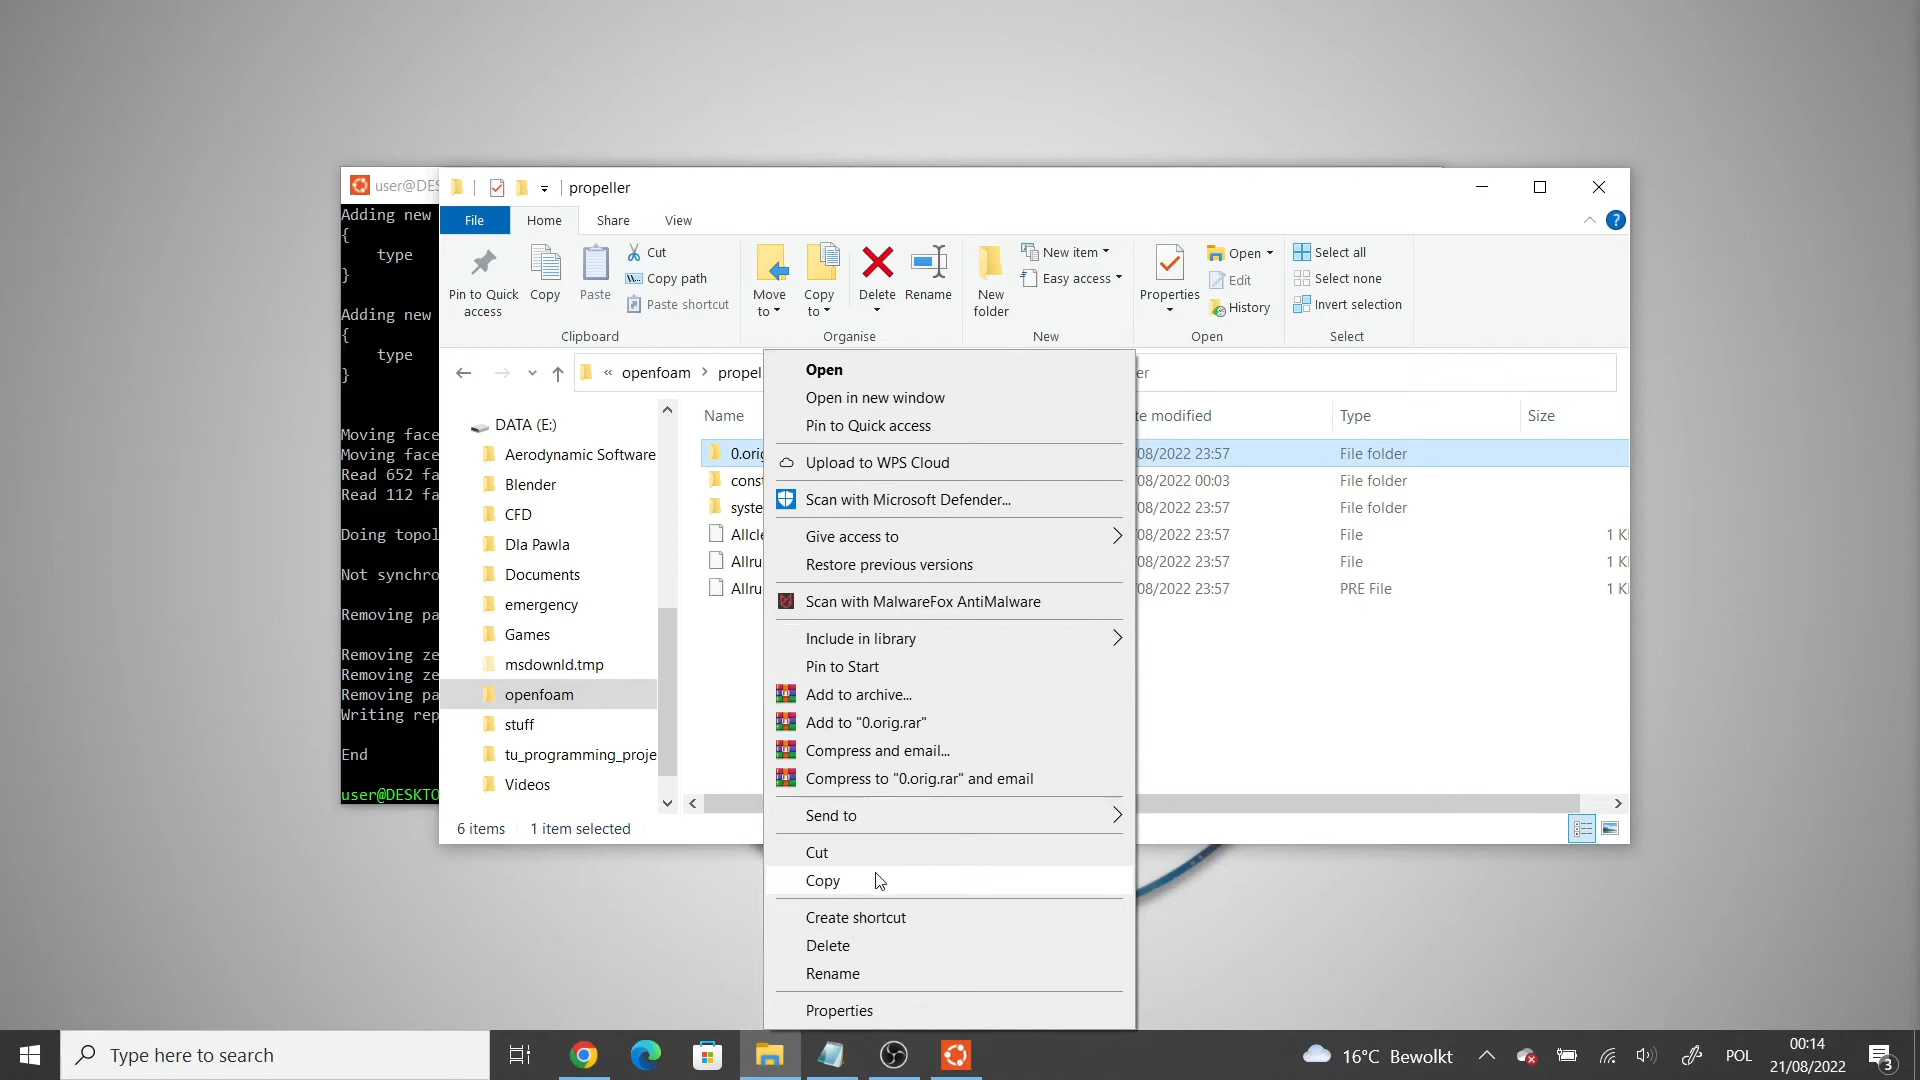 user@DES
propeller
File
Home
Share
View
?
Pin to Quick
access
Copy
Paste
Cut
Copy path
Paste shortcut
Clipboard
Move
to
Copy
to
Delete
Rename
Organise
New
folder
New item
Easy access
New
Properties
Open
Edit
History
Open
Select all
Select none
Invert selection
Select
« openfoam > propel
er
Adding new
{
type
}
Adding new
{
type
}
Moving face
Moving face
Read 652 fa
Read 112 fa
Doing topol
Not synchro
Removing pa
Removing ze
Removing ze
Removing pa
Writing rep
End
user@DESKTO
DATA (E:)
Aerodynamic Software
Blender
CFD
Dla Pawla
Documents
emergency
Games
msdownld.tmp
openfoam
stuff
tu_programming_proje
Videos
Name
te modified
Type
Size
0.orig
08/2022 23:57
File folder
const
08/2022 00:03
File folder
syste
08/2022 23:57
File folder
Allcle
08/2022 23:57
File
1 K
Allru
08/2022 23:57
File
1 K
Allru
08/2022 23:57
PRE File
1 K
6 items
1 item selected
Open
Open in new window
Pin to Quick access
Upload to WPS Cloud
Scan with Microsoft Defender...
Give access to
Restore previous versions
Scan with MalwareFox AntiMalware
Include in library
Pin to Start
Add to archive...
Add to "0.orig.rar"
Compress and email...
Compress to "0.orig.rar" and email
Send to
Cut
Copy
Create shortcut
Delete
Rename
Properties
Type here to search
16°C Bewolkt
POL
00:14
21/08/2022
3